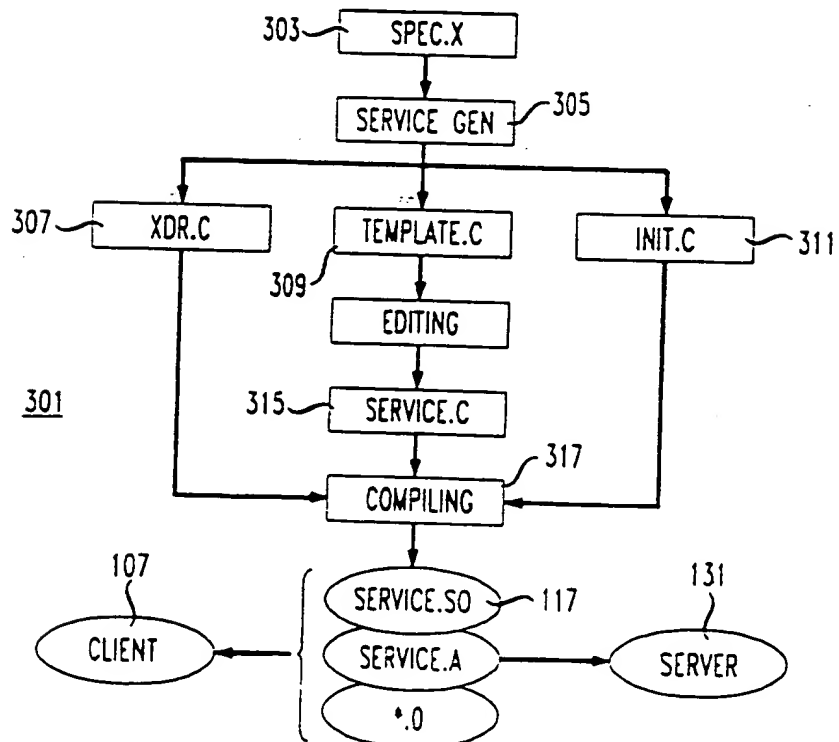 303
SPEC.X
SERVICE GEN
305
307
XDR.C
TEMPLATE.C
INIT.C
311
309
EDITING
301
315
SERVICE.C
317
COMPILING
107
SERVICE.SO
117
131
CLIENT
SERVICE.A
SERVER
*.O